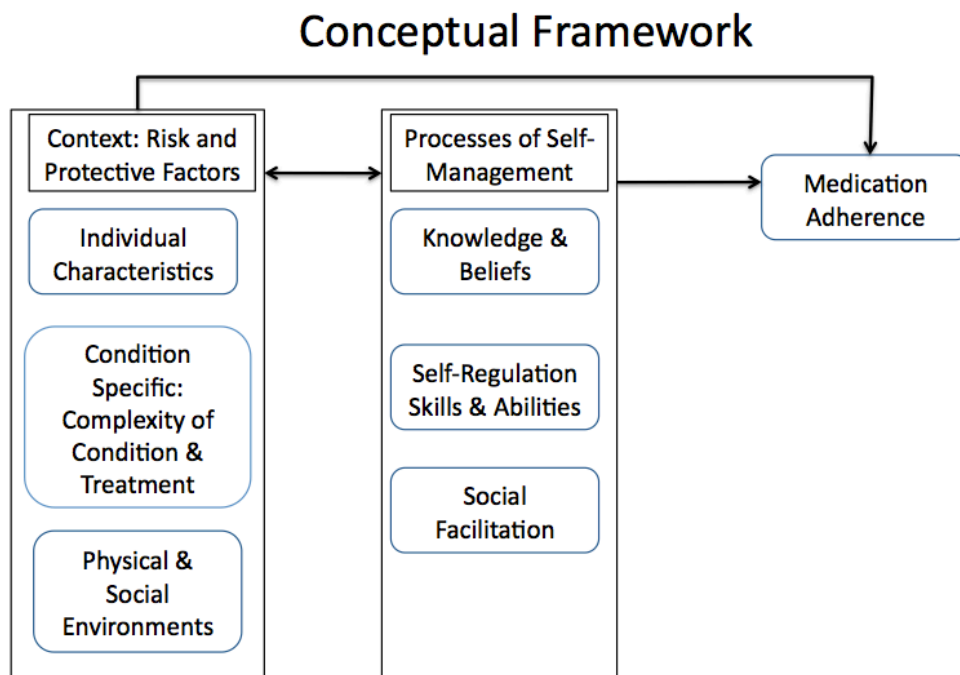 Conceptual Framework
Context: Risk and
Protective Factors
Individual
Characteristics
Condition
Specific:
Complexity of
Condition &
Treatment
Physical &
Social
Environments
Processes of Self-
Management
Knowledge &
Beliefs
Self-Regulation
Skills & Abilities
Social
Facilitation
Medication
Adherence